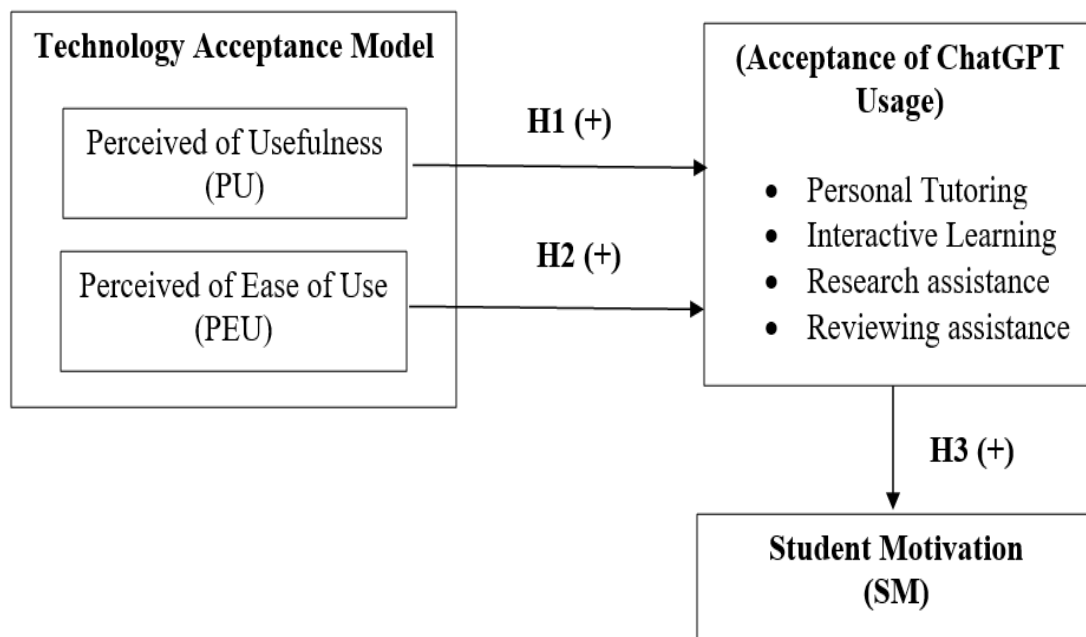 Technology Acceptance Model
Perceived of Usefulness
(PU)
Perceived of Ease of Use
(PEU)
H1 (+)
H2 (+)
(Acceptance of ChatGPT
Usage)
• Personal Tutoring
• Interactive Learning
• Research assistance
• Reviewing assistance
H3 (+)
Student Motivation
(SM)